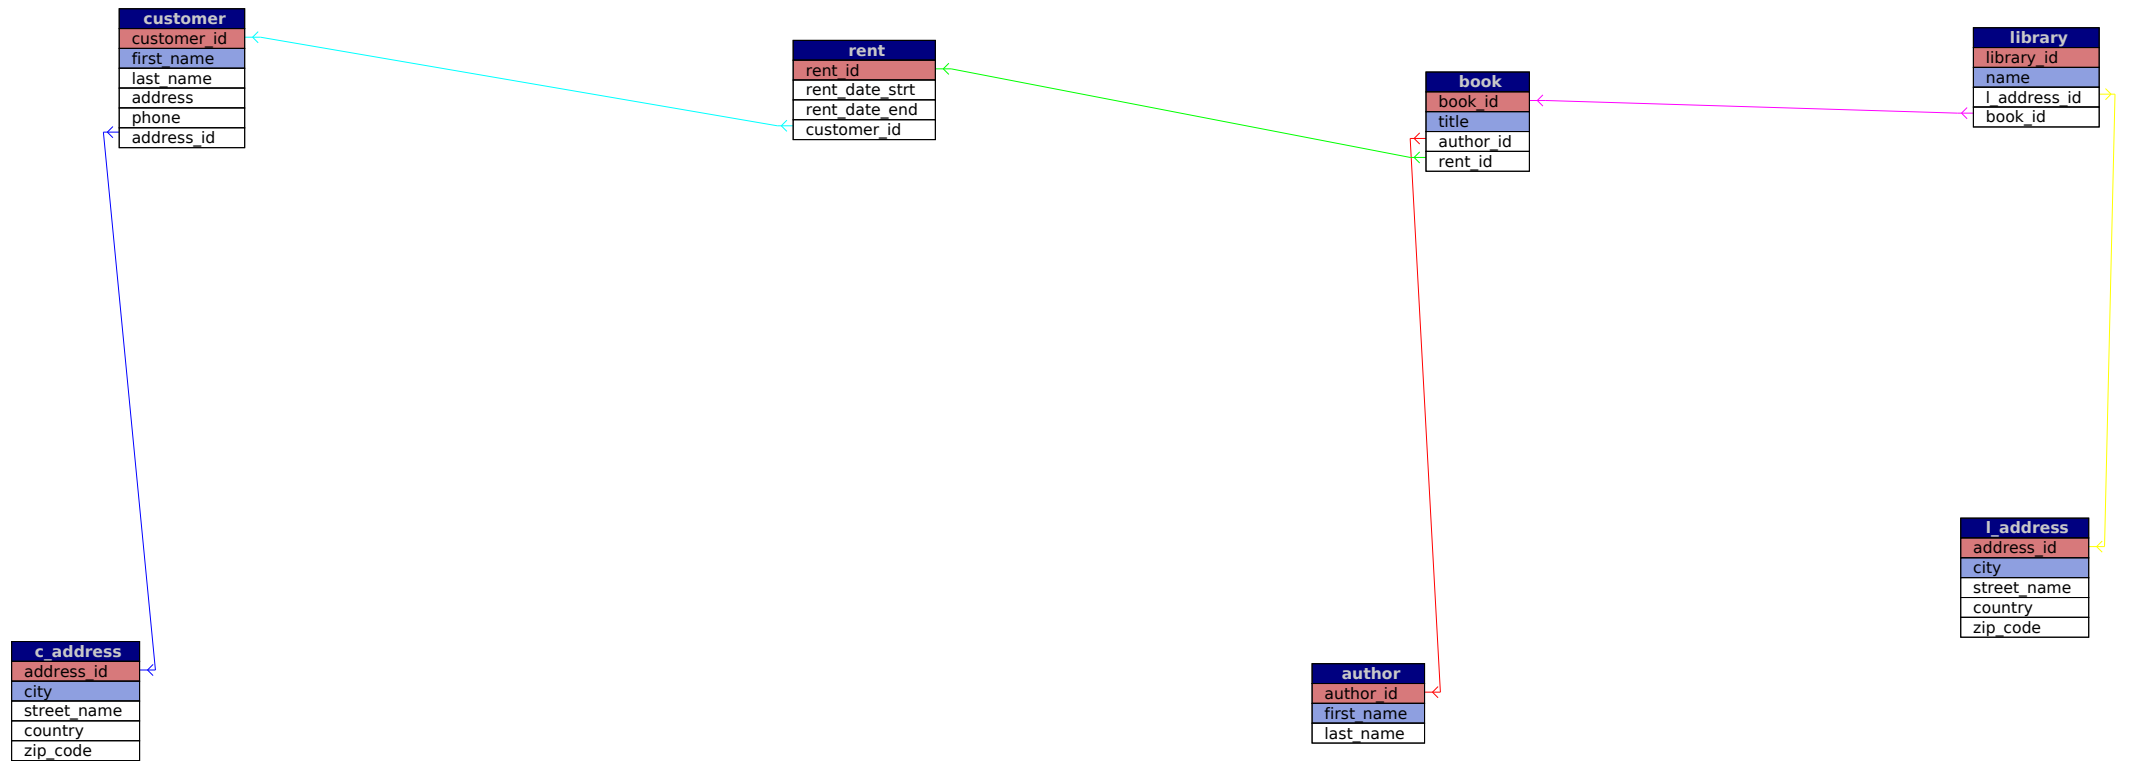 customer
customer_id
first_name
last_name
address
phone
address_id
rent
rent_id
rent_date_strt
rent_date_end
customer_id
book
book_id
title
author_id
rent_id
library
library_id
name
l_address_id
book_id
c_address
address_id
city
street_name
country
zip_code
author
author_id
first_name
last_name
l_address
address_id
city
street_name
country
zip_code